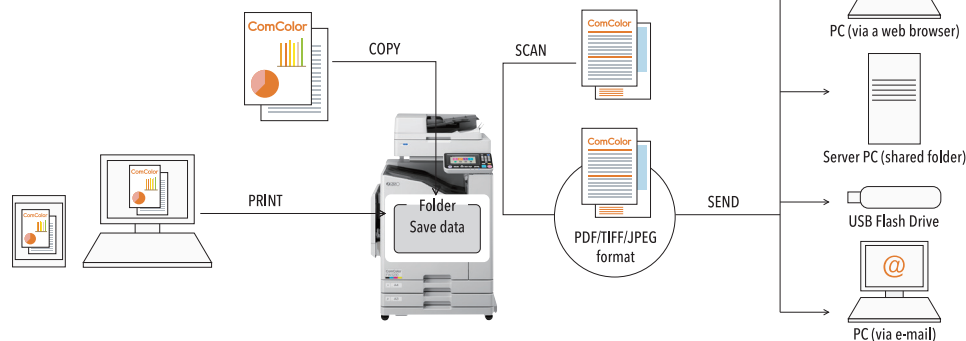 ComColor
COPY
SCAN
ComColor
PC (via a web browser)
Server PC (shared folder)
ComColor
ComColor
ComColor
PRINT
Folder
Save data
PDF/TIFF/JPEG
format
SEND
USB Flash Drive
@
PC (via e-mail)
ComColor